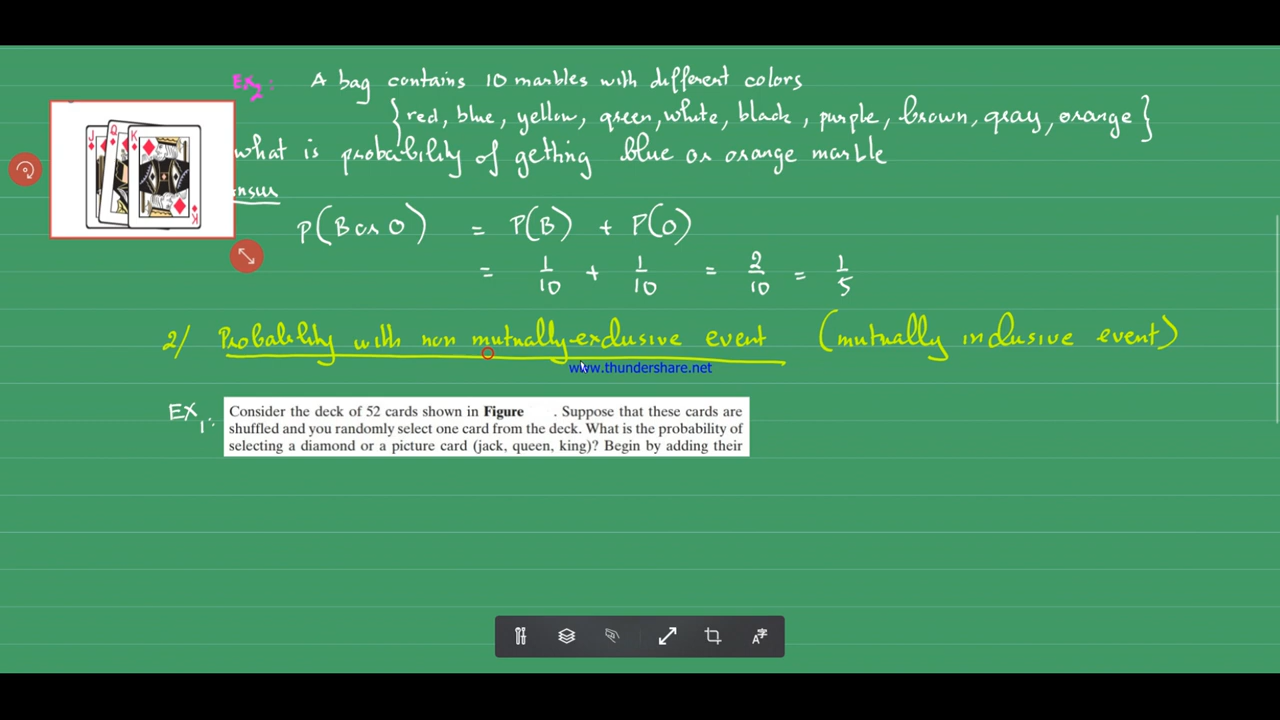 Ex2: A bag contains 10 marbles with different colors
{red, blue, yellow, green, white, black, purple, brown, gray, orange}
what is probability of getting blue or orange marble
nswer
P(B or O) = P(B) + P(O)
= 1/10 + 1/10 = 2/10 = 1/5
2/ Probability with non mutually-exclusive event (mutually inclusive event)
www.thundershare.net
EX1: Consider the deck of 52 cards shown in Figure . Suppose that these cards are
shuffled and you randomly select one card from the deck. What is the probability of
selecting a diamond or a picture card (jack, queen, king)? Begin by adding their
J Q K
K